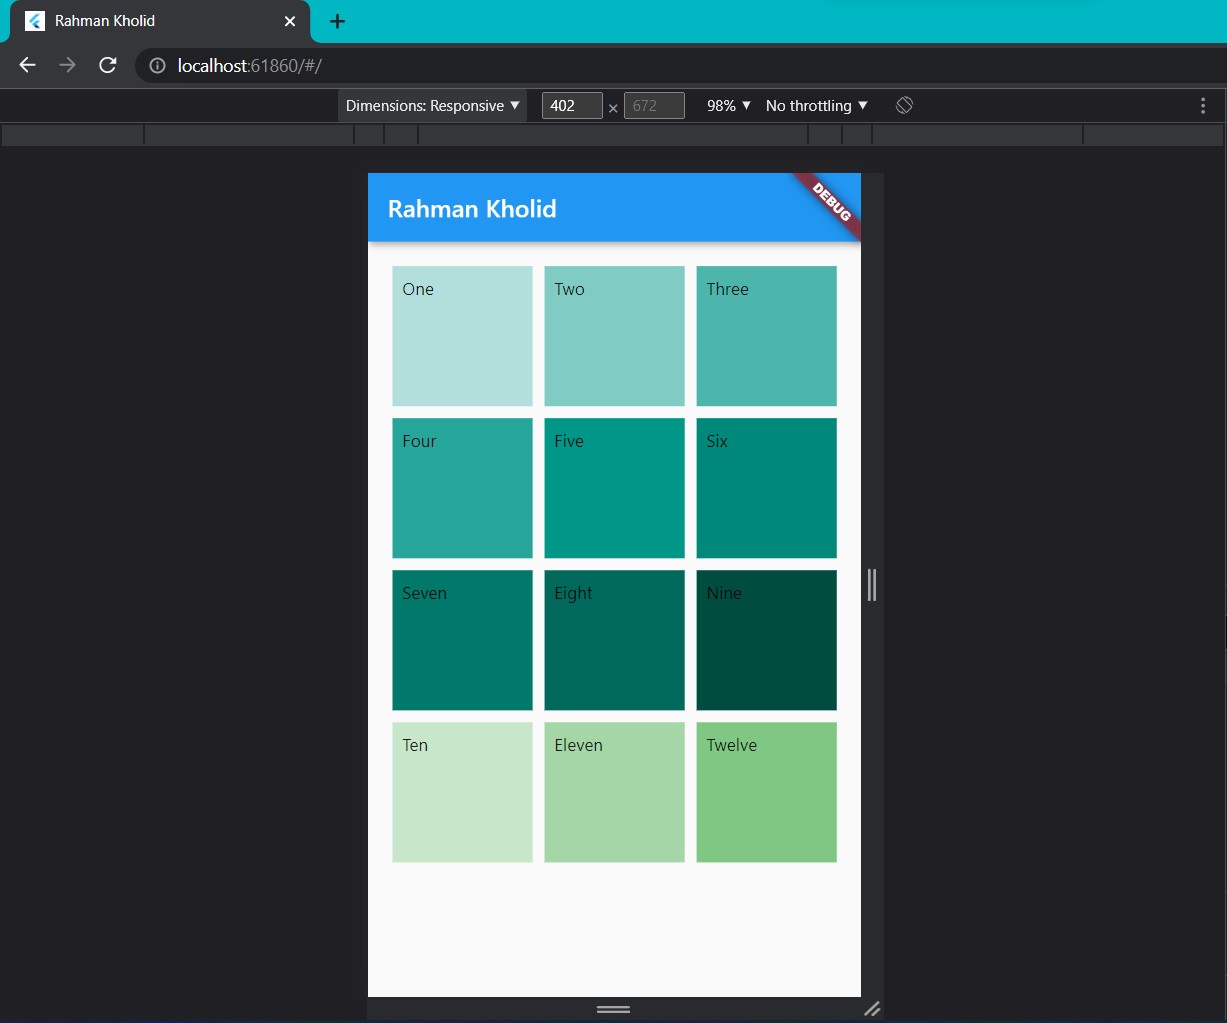 Rahman Kholid
localhost:61860/#/
Dimensions: Responsive 402 × 672 98% No throttling
Rahman Kholid
DEBUG
One Two Three
Four Five Six
Seven Eight Nine
Ten Eleven Twelve